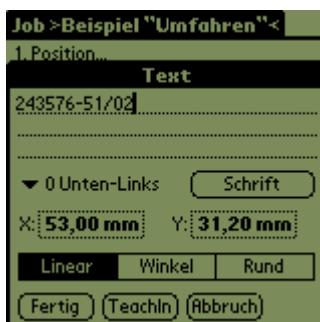 Job >Beispiel "Umfahren"<
1. Position...
Text
243576-51/02
0 Unten-Links
Schrift
X: 53,00 mm Y: 31,20 mm
Linear Winkel Rund
Fertig TeachIn Abbruch